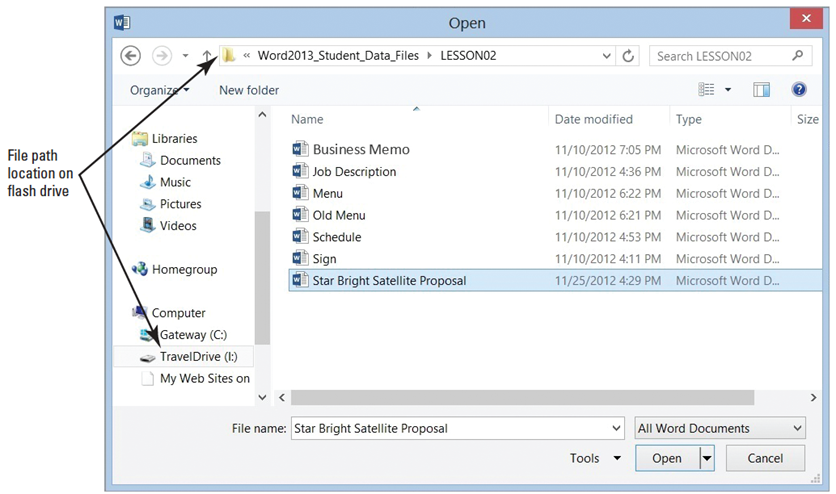 Open
« Word2013_Student_Data_Files LESSON02
Search LESSON02
Organize
New folder
File path
location on
flash drive
Libraries
Documents
Music
Pictures
Videos
Homegroup
Computer
Gateway (C:)
TravelDrive (I:)
My Web Sites on
Name Date modified Type Size
Business Memo 11/10/2012 7:05 PM Microsoft Word D...
Job Description 11/10/2012 4:36 PM Microsoft Word D...
Menu 11/10/2012 6:22 PM Microsoft Word D...
Old Menu 11/10/2012 6:21 PM Microsoft Word D...
Schedule 11/10/2012 4:53 PM Microsoft Word D...
Sign 11/10/2012 4:11 PM Microsoft Word D...
Star Bright Satellite Proposal 11/25/2012 4:29 PM Microsoft Word D...
File name: Star Bright Satellite Proposal All Word Documents
Tools Open Cancel